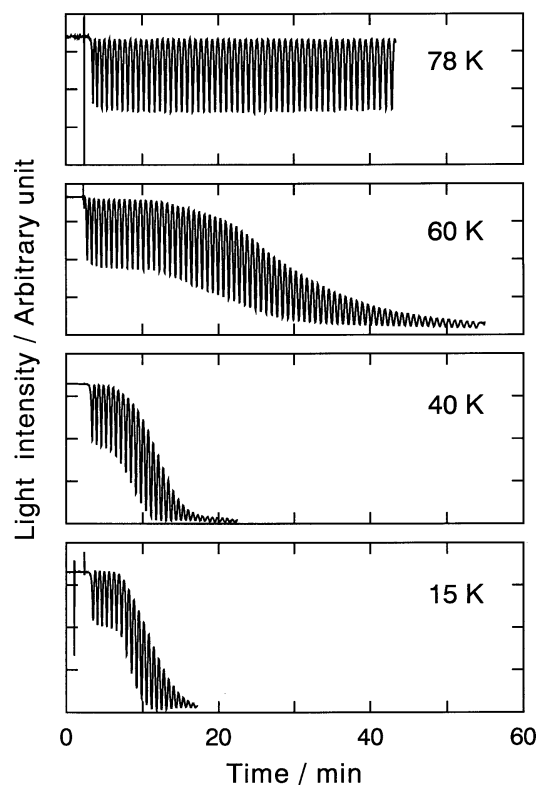 78 K
60 K
40 K
15 K
Light intensity / Arbitrary unit
0 20 40 60
Time / min